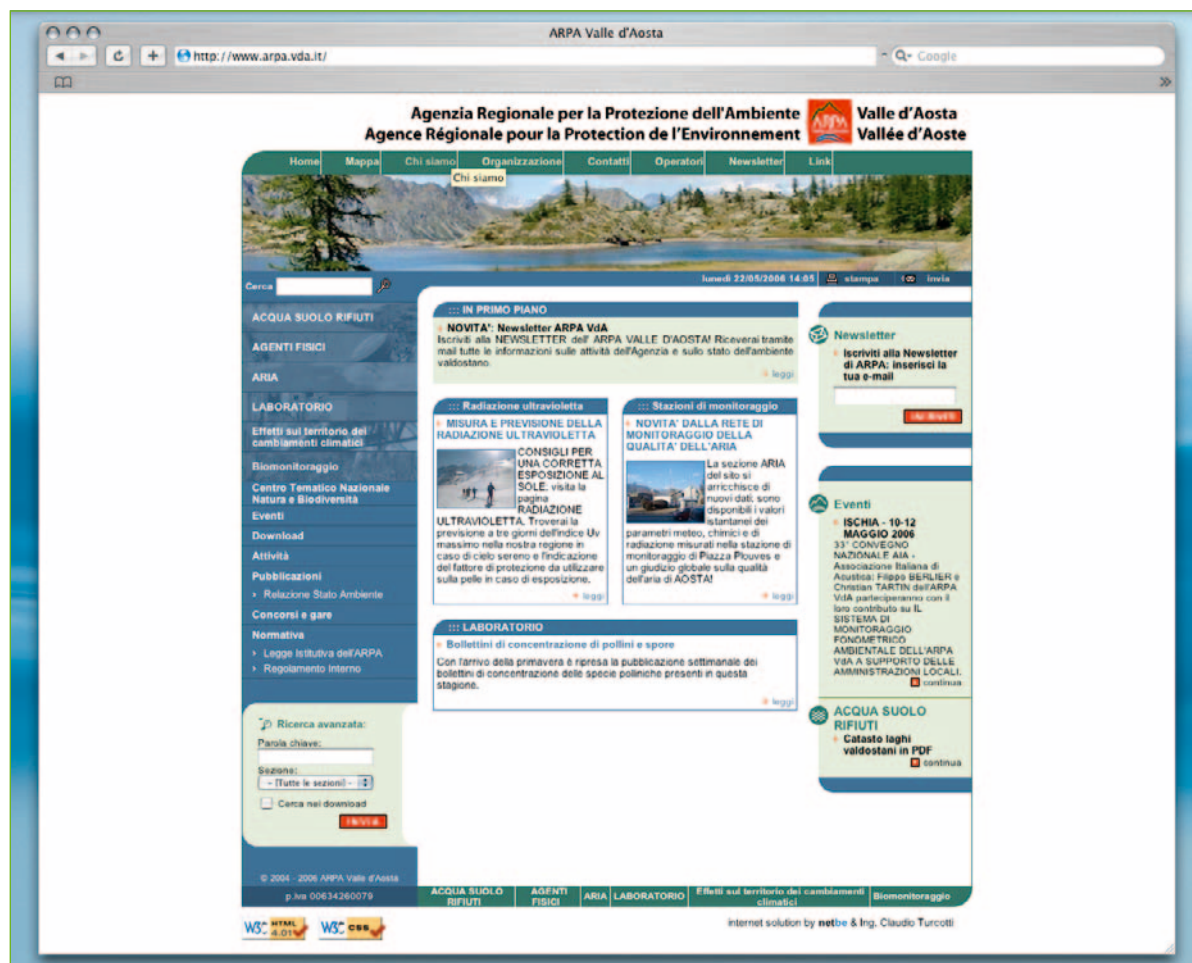 ARPA Valle d'Aosta
http://www.arpa.vda.it/
Google
Agenzia Regionale per la Protezione dell'Ambiente
Agence Régionale pour la Protection de l'Environnement
ARPA
Valle d'Aosta
Vallée d'Aoste
Home Mappa Chi siamo Organizzazione Contatti Operatori Newsletter Link
Chi siamo
lunedì 22/05/2006 14:05 stampa invia
Cerca
ACQUA SUOLO RIFIUTI
AGENTI FISICI
ARIA
LABORATORIO
Effetti sul territorio dei
cambiamenti climatici
Biomonitoraggio
Centro Tematico Nazionale
Natura e Biodiversità
Eventi
Download
Attività
Pubblicazioni
› Relazione Stato Ambiente
Concorsi e gare
Normativa
› Legge Istitutiva dell'ARPA
› Regolamento Interno
Ricerca avanzata:
Parola chiave:
Sezione:
- [Tutte le sezioni] -
Cerca nei download
INVIA
© 2004 - 2006 ARPA Valle d'Aosta
p.iva 00634260079
::: IN PRIMO PIANO
NOVITA': Newsletter ARPA VdA
Iscriviti alla NEWSLETTER dell' ARPA VALLE D'AOSTA! Riceverai tramite
mail tutte le informazioni sulle attività dell'Agenzia e sullo stato dell'ambiente
valdostano.
leggi
::: Radiazione ultravioletta
MISURA E PREVISIONE DELLA
RADIAZIONE ULTRAVIOLETTA
CONSIGLI PER
UNA CORRETTA
ESPOSIZIONE AL
SOLE: visita la
pagina
RADIAZIONE
ULTRAVIOLETTA. Troverai la
previsione a tre giorni dell'indice Uv
massimo nella nostra regione in
caso di cielo sereno e l'indicazione
del fattore di protezione da utilizzare
sulla pelle in caso di esposizione.
leggi
::: Stazioni di monitoraggio
NOVITA' DALLA RETE DI
MONITORAGGIO DELLA
QUALITA' DELL'ARIA
La sezione ARIA
del sito si
arricchisce di
nuovi dati: sono
disponibili i valori
istantanei dei
parametri meteo, chimici e di
radiazione misurati nella stazione di
monitoraggio di Piazza Plouves e
un giudizio globale sulla qualità
dell'aria di AOSTA!
leggi
::: LABORATORIO
Bollettini di concentrazione di pollini e spore
Con l'arrivo della primavera è ripresa la pubblicazione settimanale dei
bollettini di concentrazione delle specie polliniche presenti in questa
stagione.
leggi
Newsletter
Iscriviti alla Newsletter
di ARPA: inserisci la
tua e-mail
Eventi
ISCHIA - 10-12
MAGGIO 2006
33° CONVEGNO
NAZIONALE AIA -
Associazione Italiana di
Acustica: Filippo BERLIER e
Christian TARTIN dell'ARPA
VdA parteciperanno con il
loro contributo su IL
SISTEMA DI
MONITORAGGIO
FONOMETRICO
AMBIENTALE DELL'ARPA
VdA A SUPPORTO DELLE
AMMINISTRAZIONI LOCALI.
continua
ACQUA SUOLO
RIFIUTI
Catasto laghi
valdostani in PDF
continua
ACQUA SUOLO
RIFIUTI
AGENTI
FISICI
ARIA
LABORATORIO
Effetti sul territorio dei cambiamenti
climatici
Biomonitoraggio
W3C HTML 4.01
W3C CSS
internet solution by netbe & Ing. Claudio Turcotti